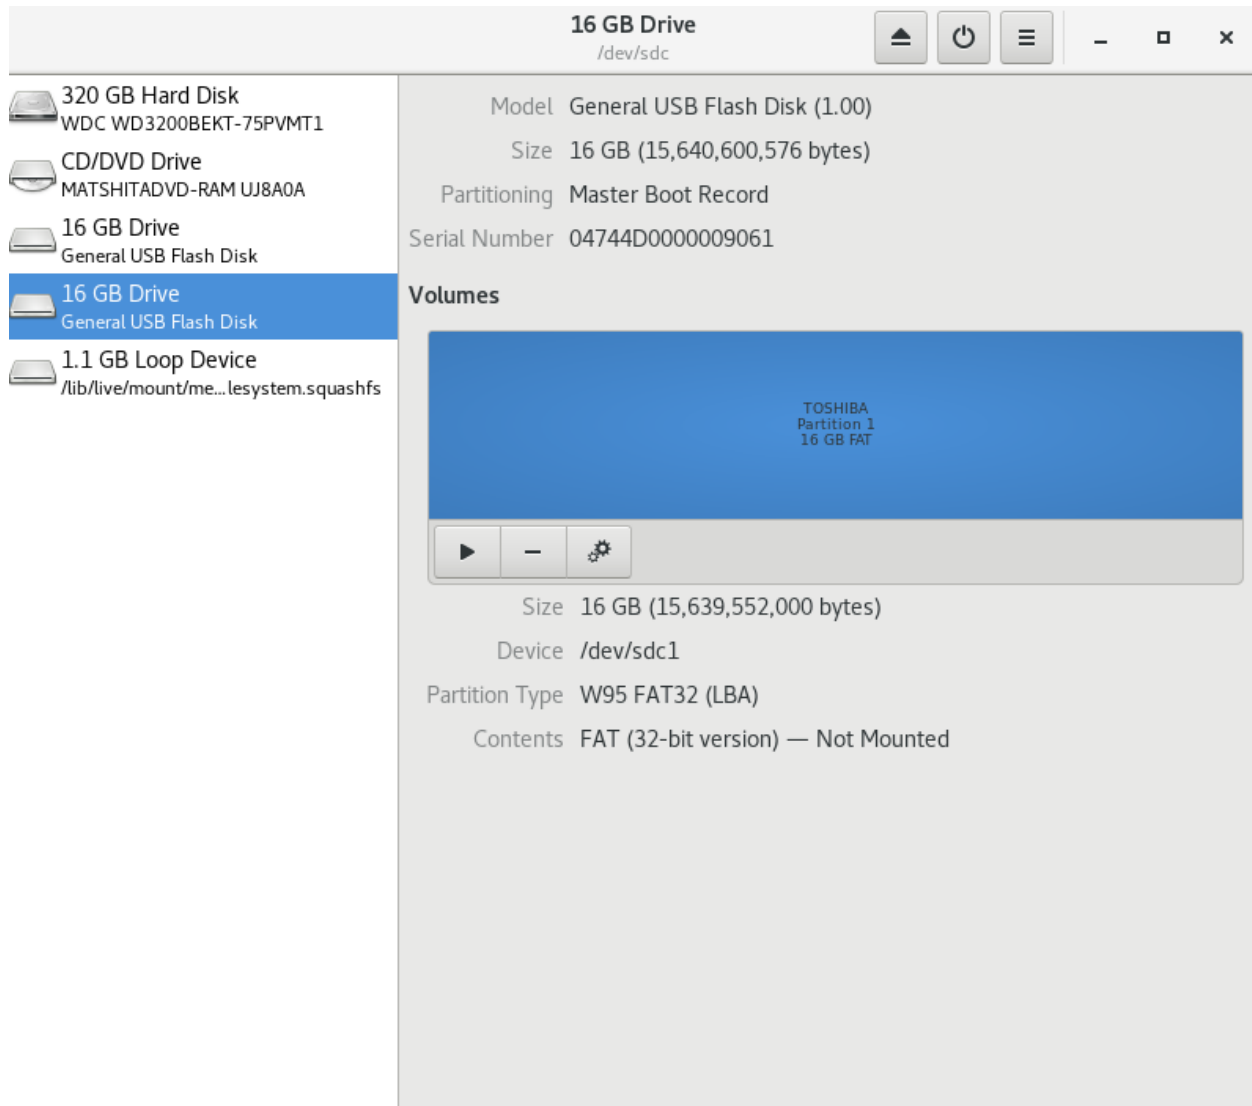 16 GB Drive
/dev/sdc
320 GB Hard Disk
WDC WD3200BEKT-75PVMT1
CD/DVD Drive
MATSHITADVD-RAM UJ8A0A
16 GB Drive
General USB Flash Disk
16 GB Drive
General USB Flash Disk
1.1 GB Loop Device
/lib/live/mount/me...lesystem.squashfs
Model General USB Flash Disk (1.00)
Size 16 GB (15,640,600,576 bytes)
Partitioning Master Boot Record
Serial Number 04744D0000009061
Volumes
TOSHIBA
Partition 1
16 GB FAT
Size 16 GB (15,639,552,000 bytes)
Device /dev/sdc1
Partition Type W95 FAT32 (LBA)
Contents FAT (32-bit version) — Not Mounted